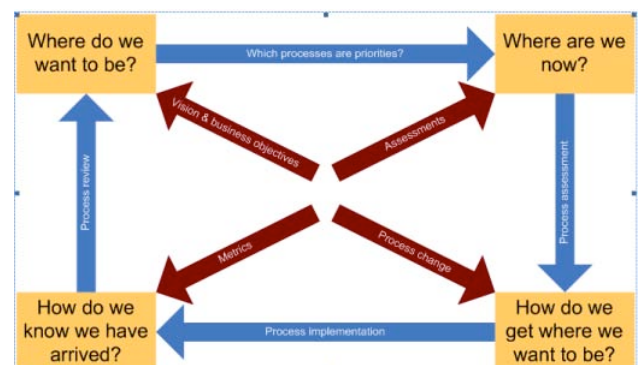 Where do we
want to be?
Which processes are priorities?
Where are we
now?
Vision & business objectives
Assessments
Process review
Process assessment
Metrics
Process change
How do we
know we have
arrived?
Process implementation
How do we
get where we
want to be?